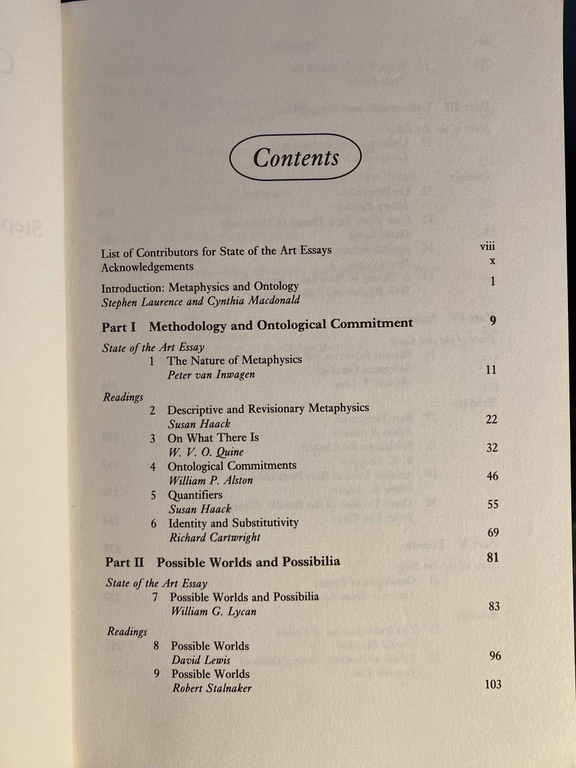 Contents
List of Contributors for State of the Art Essays viii
Acknowledgements x
Introduction: Metaphysics and Ontology 1
Stephen Laurence and Cynthia Macdonald
Part I Methodology and Ontological Commitment 9
State of the Art Essay
1 The Nature of Metaphysics 11
Peter van Inwagen
Readings
2 Descriptive and Revisionary Metaphysics 22
Susan Haack
3 On What There Is 32
W. V. O. Quine
4 Ontological Commitments 46
William P. Alston
5 Quantifiers 55
Susan Haack
6 Identity and Substitutivity 69
Richard Cartwright
Part II Possible Worlds and Possibilia 81
State of the Art Essay
7 Possible Worlds and Possibilia 83
William G. Lycan
Readings
8 Possible Worlds 96
David Lewis
9 Possible Worlds 103
Robert Stalnaker